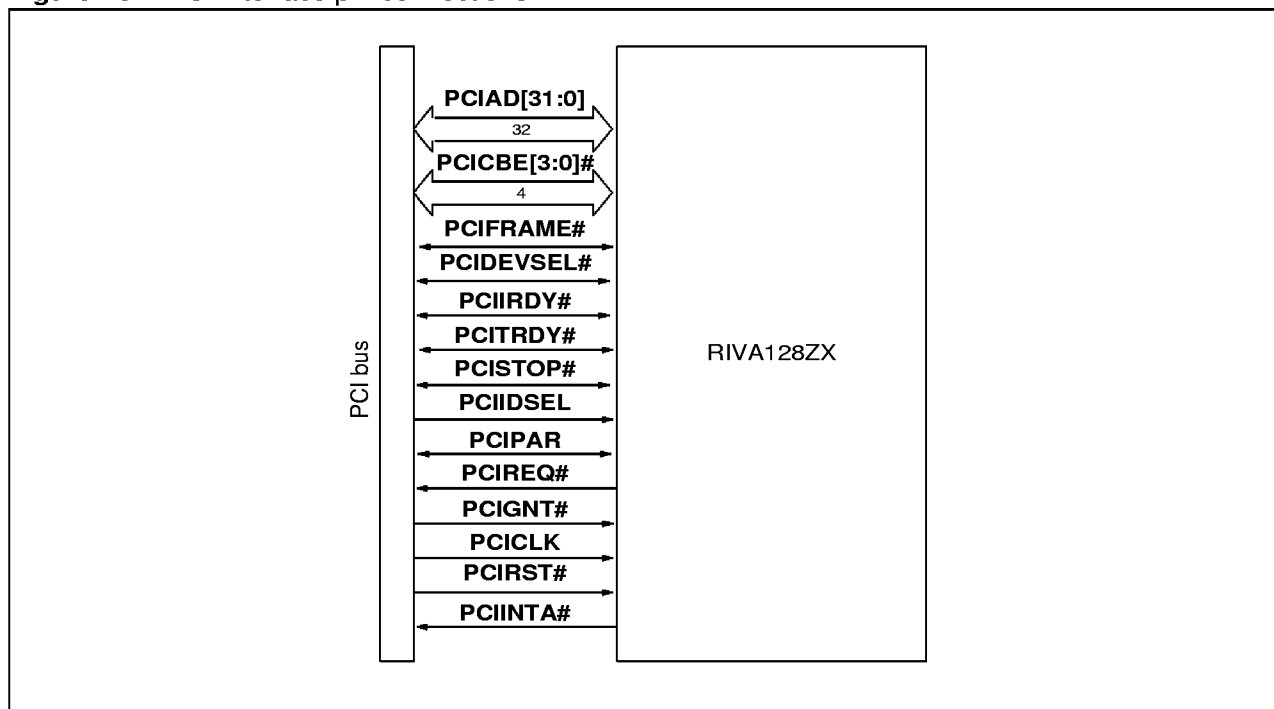 PCIAD[31:0]
32
PCICBE[3:0]#
4
PCIFRAME#
PCIDEVSEL#
PCIIRDY#
PCITRDY#
PCISTOP#
PCIIDSEL
PCIPAR
PCIREQ#
PCIGNT#
PCICLK
PCIRST#
PCIINTA#
PCI bus
RIVA128ZX